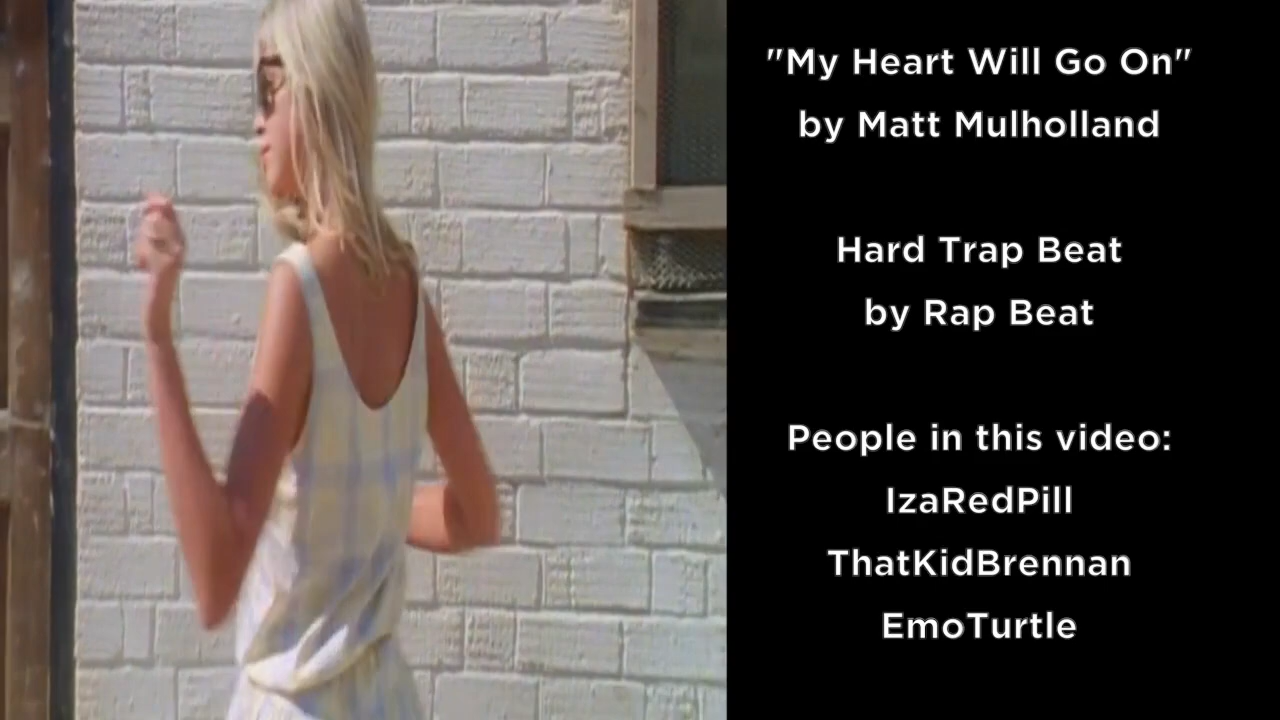 "My Heart Will Go On"
by Matt Mulholland
Hard Trap Beat
by Rap Beat
People in this video:
IzaRedPill
ThatKidBrennan
EmoTurtle